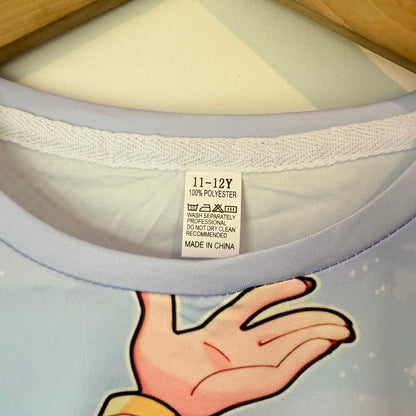 11-12Y
100% POLYESTER
WASH SEPARATELY
PROFESSIONAL
DO NOT DRY CLEAN
RECOMMENDED
MADE IN CHINA